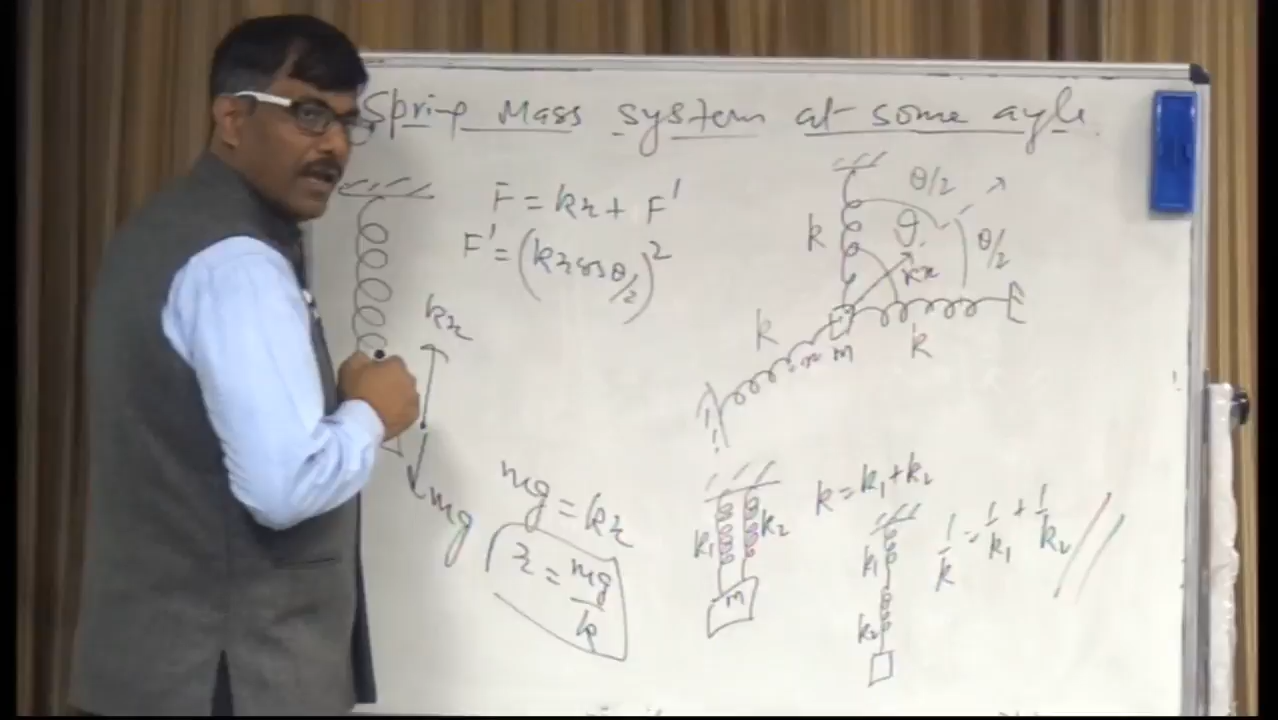 Spring Mass system at some angle
F = kx + F'
F' = (kx cos θ/2)²
kx
mg
mg = kx
x = mg/k
θ/2
θ
θ/2
k
kx
k
k
m
k₁
k₂
m
k = k₁+k₂
k₁
k₂
1/k = 1/k₁ + 1/k₂